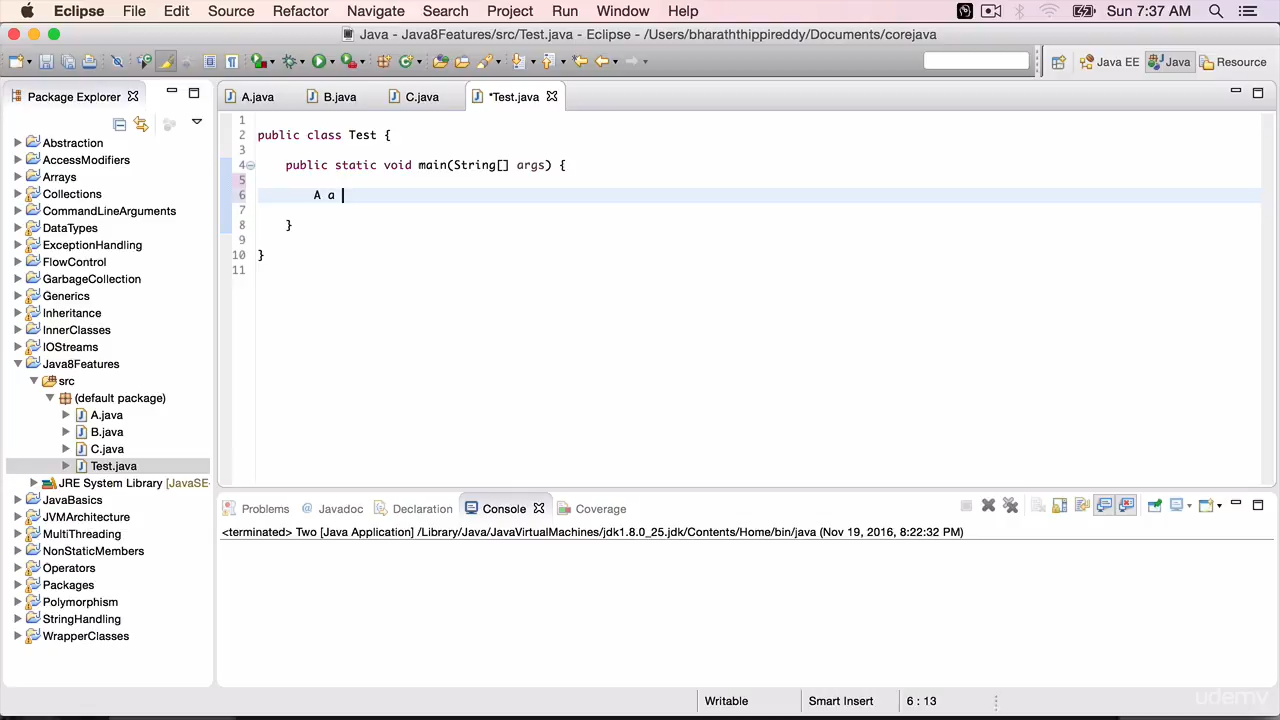 Eclipse File Edit Source Refactor Navigate Search Project Run Window Help Sun 7:37 AM
Java - Java8Features/src/Test.java - Eclipse - /Users/bharaththippireddy/Documents/corejava
Java EE Java Resource
Package Explorer
A.java B.java C.java *Test.java
Abstraction
AccessModifiers
Arrays
Collections
CommandLineArguments
DataTypes
ExceptionHandling
FlowControl
GarbageCollection
Generics
Inheritance
InnerClasses
IOStreams
Java8Features
src
(default package)
A.java
B.java
C.java
Test.java
JRE System Library [JavaSE-
JavaBasics
JVMArchitecture
MultiThreading
NonStaticMembers
Operators
Packages
Polymorphism
StringHandling
WrapperClasses
1
2 public class Test {
3
4 public static void main(String[] args) {
5
6 A a
7
8 }
9
10 }
11
Problems Javadoc Declaration Console Coverage
<terminated> Two [Java Application] /Library/Java/JavaVirtualMachines/jdk1.8.0_25.jdk/Contents/Home/bin/java (Nov 19, 2016, 8:22:32 PM)
Writable Smart Insert 6 : 13
udemy